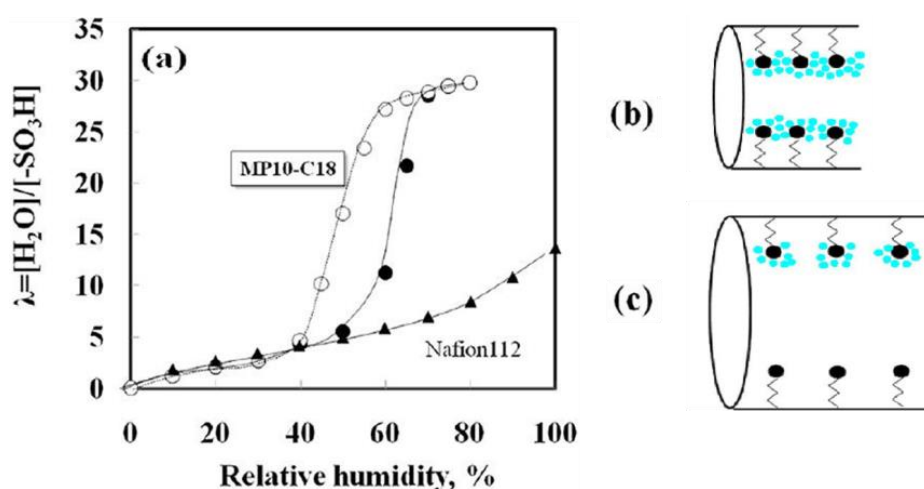 35
(a)
30
25
MP10-C18
20
15
10
5
Nafion112
0
0 20 40 60 80 100
λ=[H₂O]/[-SO₃H]
Relative humidity, %
(b)
(c)